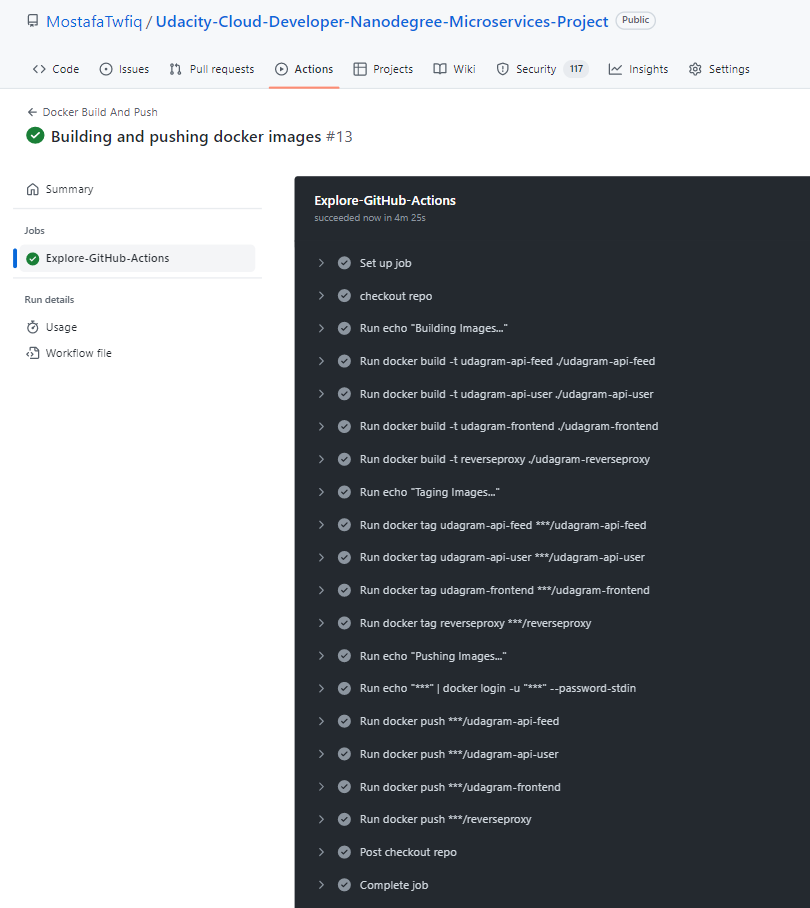 MostafaTwfiq / Udacity-Cloud-Developer-Nanodegree-Microservices-Project Public
Code Issues Pull requests Actions Projects Wiki Security 117 Insights Settings
Docker Build And Push
Building and pushing docker images #13
Summary
Jobs
Explore-GitHub-Actions
Run details
Usage
Workflow file
Explore-GitHub-Actions
succeeded now in 4m 25s
Set up job
checkout repo
Run echo "Building Images..."
Run docker build -t udagram-api-feed ./udagram-api-feed
Run docker build -t udagram-api-user ./udagram-api-user
Run docker build -t udagram-frontend ./udagram-frontend
Run docker build -t reverseproxy ./udagram-reverseproxy
Run echo "Taging Images..."
Run docker tag udagram-api-feed ***/udagram-api-feed
Run docker tag udagram-api-user ***/udagram-api-user
Run docker tag udagram-frontend ***/udagram-frontend
Run docker tag reverseproxy ***/reverseproxy
Run echo "Pushing Images..."
Run echo "***" | docker login -u "***" --password-stdin
Run docker push ***/udagram-api-feed
Run docker push ***/udagram-api-user
Run docker push ***/udagram-frontend
Run docker push ***/reverseproxy
Post checkout repo
Complete job